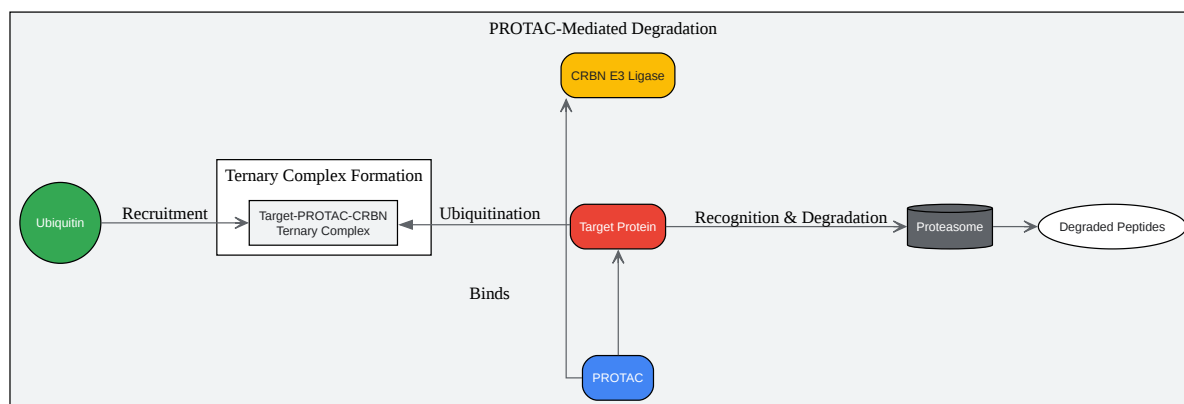 PROTAC-Mediated Degradation
CRBN E3 Ligase
Ternary Complex Formation
Ubiquitin
Recruitment
Target-PROTAC-CRBN
Ternary Complex
Ubiquitination
Target Protein
Recognition & Degradation
Proteasome
Degraded Peptides
Binds
PROTAC